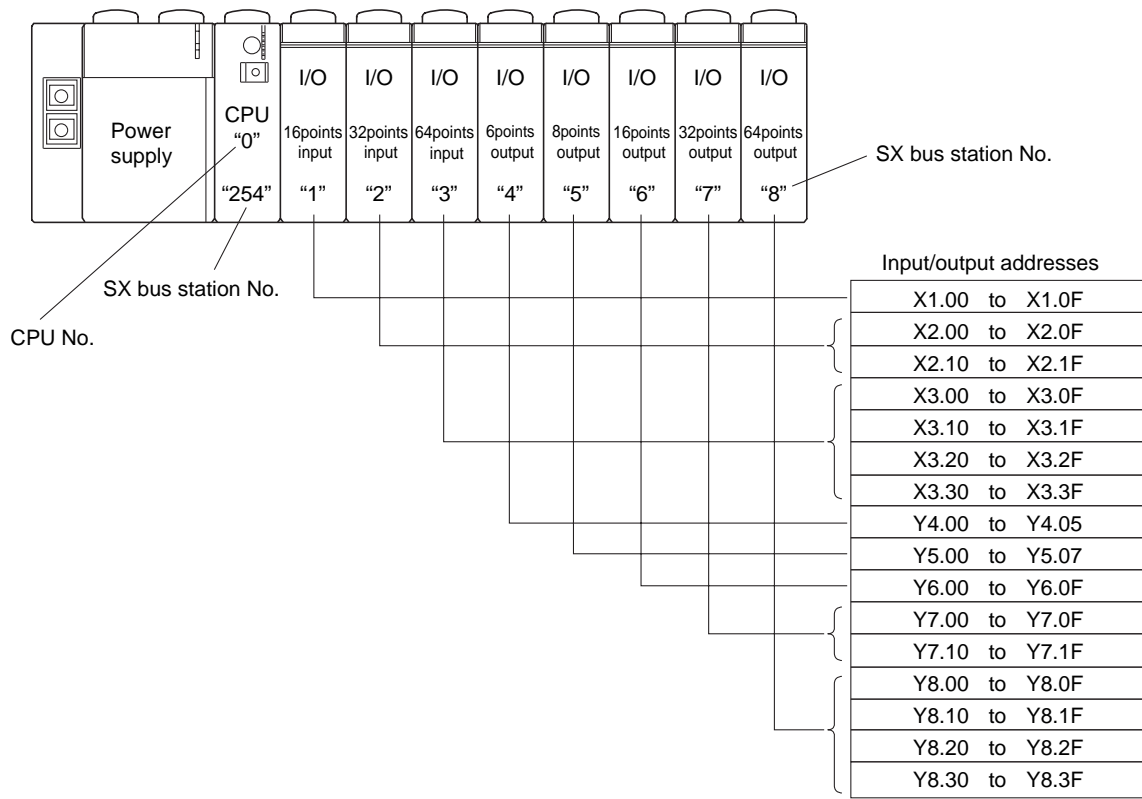 Power
supply
CPU
“0”
“254”
I/O
16points
input
“1”
I/O
32points
input
“2”
I/O
64points
input
“3”
I/O
6points
output
“4”
I/O
8points
output
“5”
I/O
16points
output
“6”
I/O
32points
output
“7”
I/O
64points
output
“8”
SX bus station No.
SX bus station No.
CPU No.
Input/output addresses
X1.00 to X1.0F
X2.00 to X2.0F
X2.10 to X2.1F
X3.00 to X3.0F
X3.10 to X3.1F
X3.20 to X3.2F
X3.30 to X3.3F
Y4.00 to Y4.05
Y5.00 to Y5.07
Y6.00 to Y6.0F
Y7.00 to Y7.0F
Y7.10 to Y7.1F
Y8.00 to Y8.0F
Y8.10 to Y8.1F
Y8.20 to Y8.2F
Y8.30 to Y8.3F